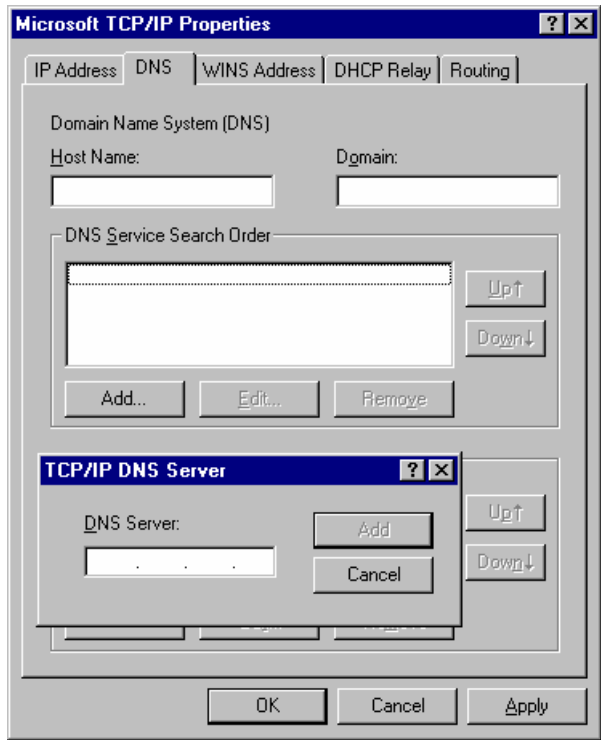 Microsoft TCP/IP Properties
IP Address DNS WINS Address DHCP Relay Routing
Domain Name System (DNS)
Host Name: Domain:
DNS Service Search Order
Up↑
Down↓
Add... Edit... Remove
TCP/IP DNS Server
DNS Server:
. . .
Add
Cancel
Up↑
Down↓
OK Cancel Apply